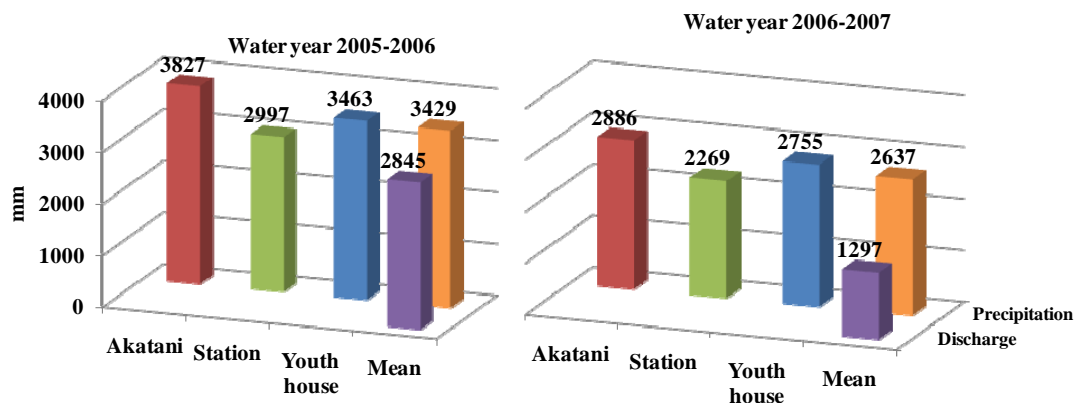 Water year 2005-2006
3827
2997
3463
3429
2845
4000
3000
2000
1000
0
mm
Akatani
Station
Youth
house
Mean
Water year 2006-2007
2886
2269
2755
2637
1297
Precipitation
Discharge
Akatani
Station
Youth
house
Mean